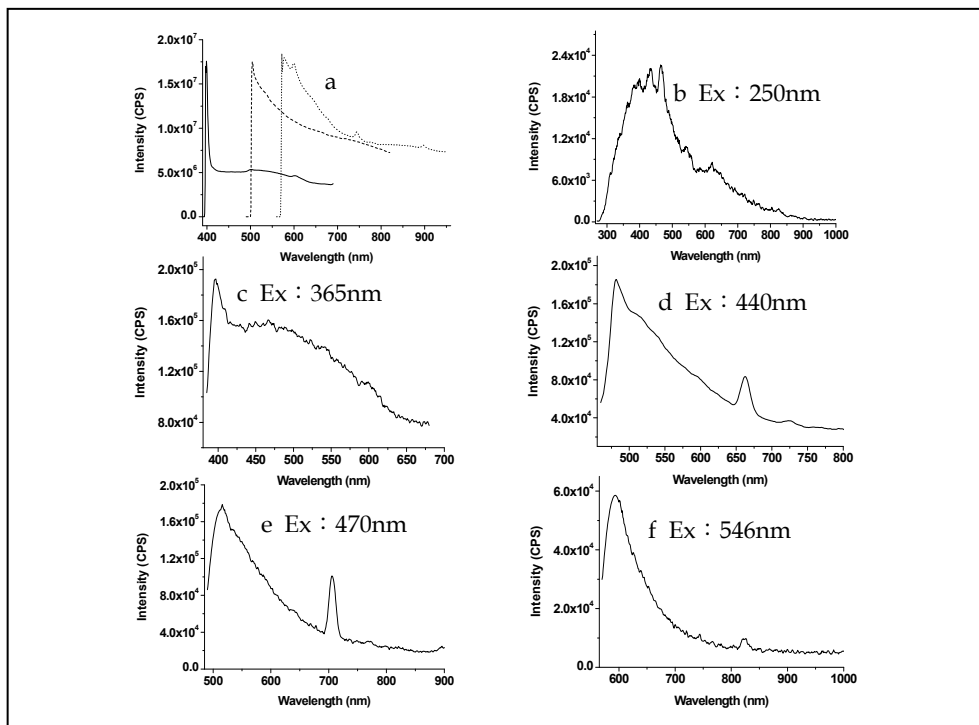 2.0x10⁷
1.5x10⁷
1.0x10⁷
5.0x10⁶
0.0
Intensity (CPS)
400 500 600 700 800 900
Wavelength (nm)
a
2.4x10⁴
1.8x10⁴
1.2x10⁴
6.0x10³
0.0
Intensity (CPS)
300 400 500 600 700 800 900 1000
Wavelength (nm)
b Ex：250nm
2.0x10⁵
1.6x10⁵
1.2x10⁵
8.0x10⁴
Intensity (CPS)
400 450 500 550 600 650 700
Wavelength (nm)
c Ex：365nm
2.0x10⁵
1.6x10⁵
1.2x10⁵
8.0x10⁴
4.0x10⁴
0.0
Intensity (CPS)
500 550 600 650 700 750 800
Wavelength (nm)
d Ex：440nm
2.0x10⁵
1.6x10⁵
1.2x10⁵
8.0x10⁴
4.0x10⁴
0.0
Intensity (CPS)
500 600 700 800 900
Wavelength (nm)
e Ex：470nm
6.0x10⁴
4.0x10⁴
2.0x10⁴
0.0
Intensity (CPS)
600 700 800 900 1000
Wavelength (nm)
f Ex：546nm